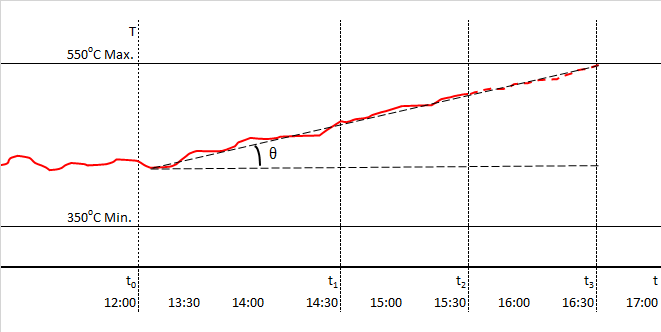 T
550°C Max.
θ
350°C Min.
t₀ t₁ t₂ t₃ t
12:00 13:30 14:00 14:30 15:00 15:30 16:00 16:30 17:00